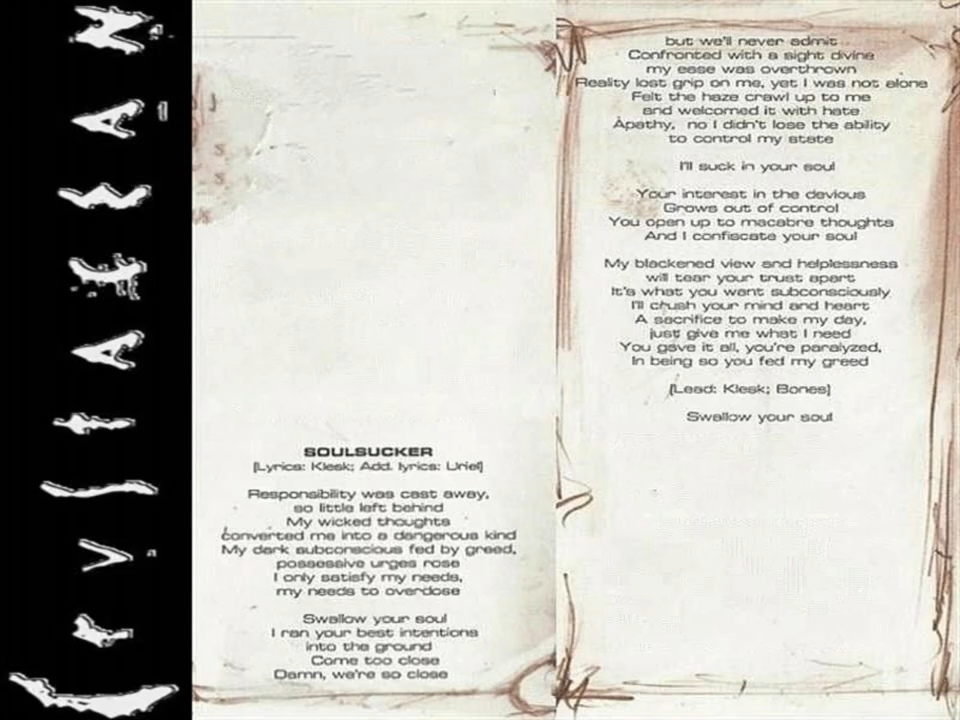 SOULSUCKER
[Lyrics: Klesk; Add. lyrics: Uriel]
Responsibility was cast away,
so little left behind
My wicked thoughts
converted me into a dangerous kind
My dark subconscious fed by greed,
possessive urges rose
I only satisfy my needs,
my needs to overdose
Swallow your soul
I ran your best intentions
into the ground
Come too close
Damn, we're so close
but we'll never admit
Confronted with a sight divine
my ease was overthrown
Reality lost grip on me, yet I was not alone
Felt the haze crawl up to me
and welcomed it with hate
Apathy, no I didn't lose the ability
to control my state
I'll suck in your soul
Your interest in the devious
Grows out of control
You open up to macabre thoughts
And I confiscate your soul
My blackened view and helplessness
will tear your trust apart
It's what you want subconsciously
I'll crush your mind and heart
A sacrifice to make my day,
just give me what I need
You gave it all, you're paralyzed,
In being so you fed my greed
[Lead: Klesk; Bones]
Swallow your soul